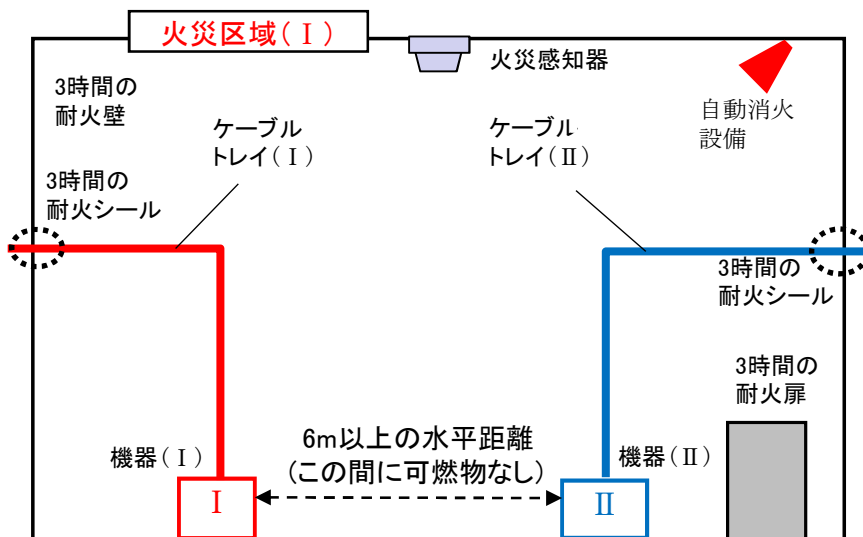 火災区域(Ⅰ)
火災感知器
3時間の
耐火壁
自動消火
設備
ケーブル
トレイ(Ⅰ)
ケーブル
トレイ(Ⅱ)
3時間の
耐火シール
3時間の
耐火シール
3時間の
耐火扉
6m以上の水平距離
(この間に可燃物なし)
機器(Ⅰ)
機器(Ⅱ)
Ⅰ
Ⅱ